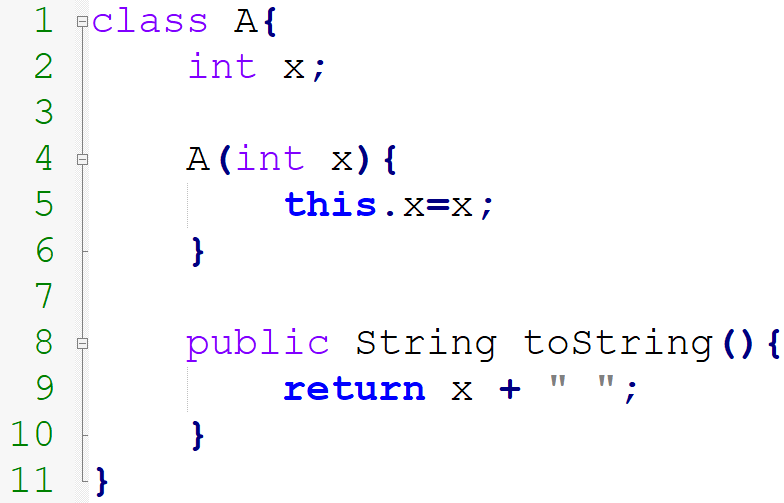 1 class A{
2 int x;
3
4 A(int x){
5 this.x=x;
6 }
7
8 public String toString(){
9 return x + " ";
10 }
11 }